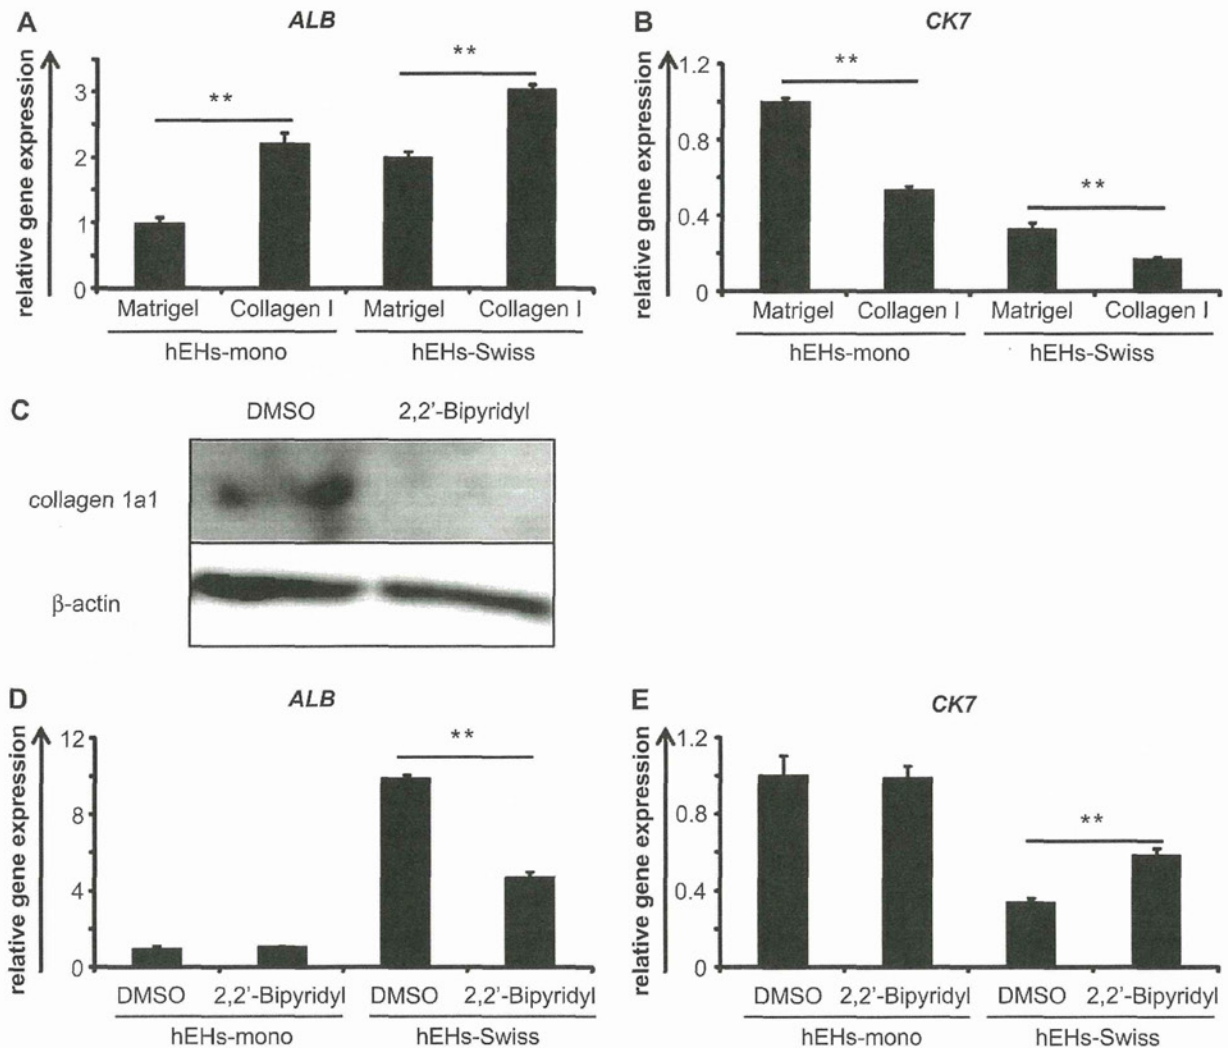 A
ALB
relative gene expression
3
2
1
0
**
**
Matrigel Collagen I Matrigel Collagen I
hEHs-mono hEHs-Swiss
B
CK7
relative gene expression
1.2
0.8
0.4
0
**
**
Matrigel Collagen I Matrigel Collagen I
hEHs-mono hEHs-Swiss
C
DMSO 2,2'-Bipyridyl
collagen 1a1
β-actin
D
ALB
relative gene expression
12
8
4
0
**
DMSO 2,2'-Bipyridyl DMSO 2,2'-Bipyridyl
hEHs-mono hEHs-Swiss
E
CK7
relative gene expression
1.2
0.8
0.4
0
**
DMSO 2,2'-Bipyridyl DMSO 2,2'-Bipyridyl
hEHs-mono hEHs-Swiss